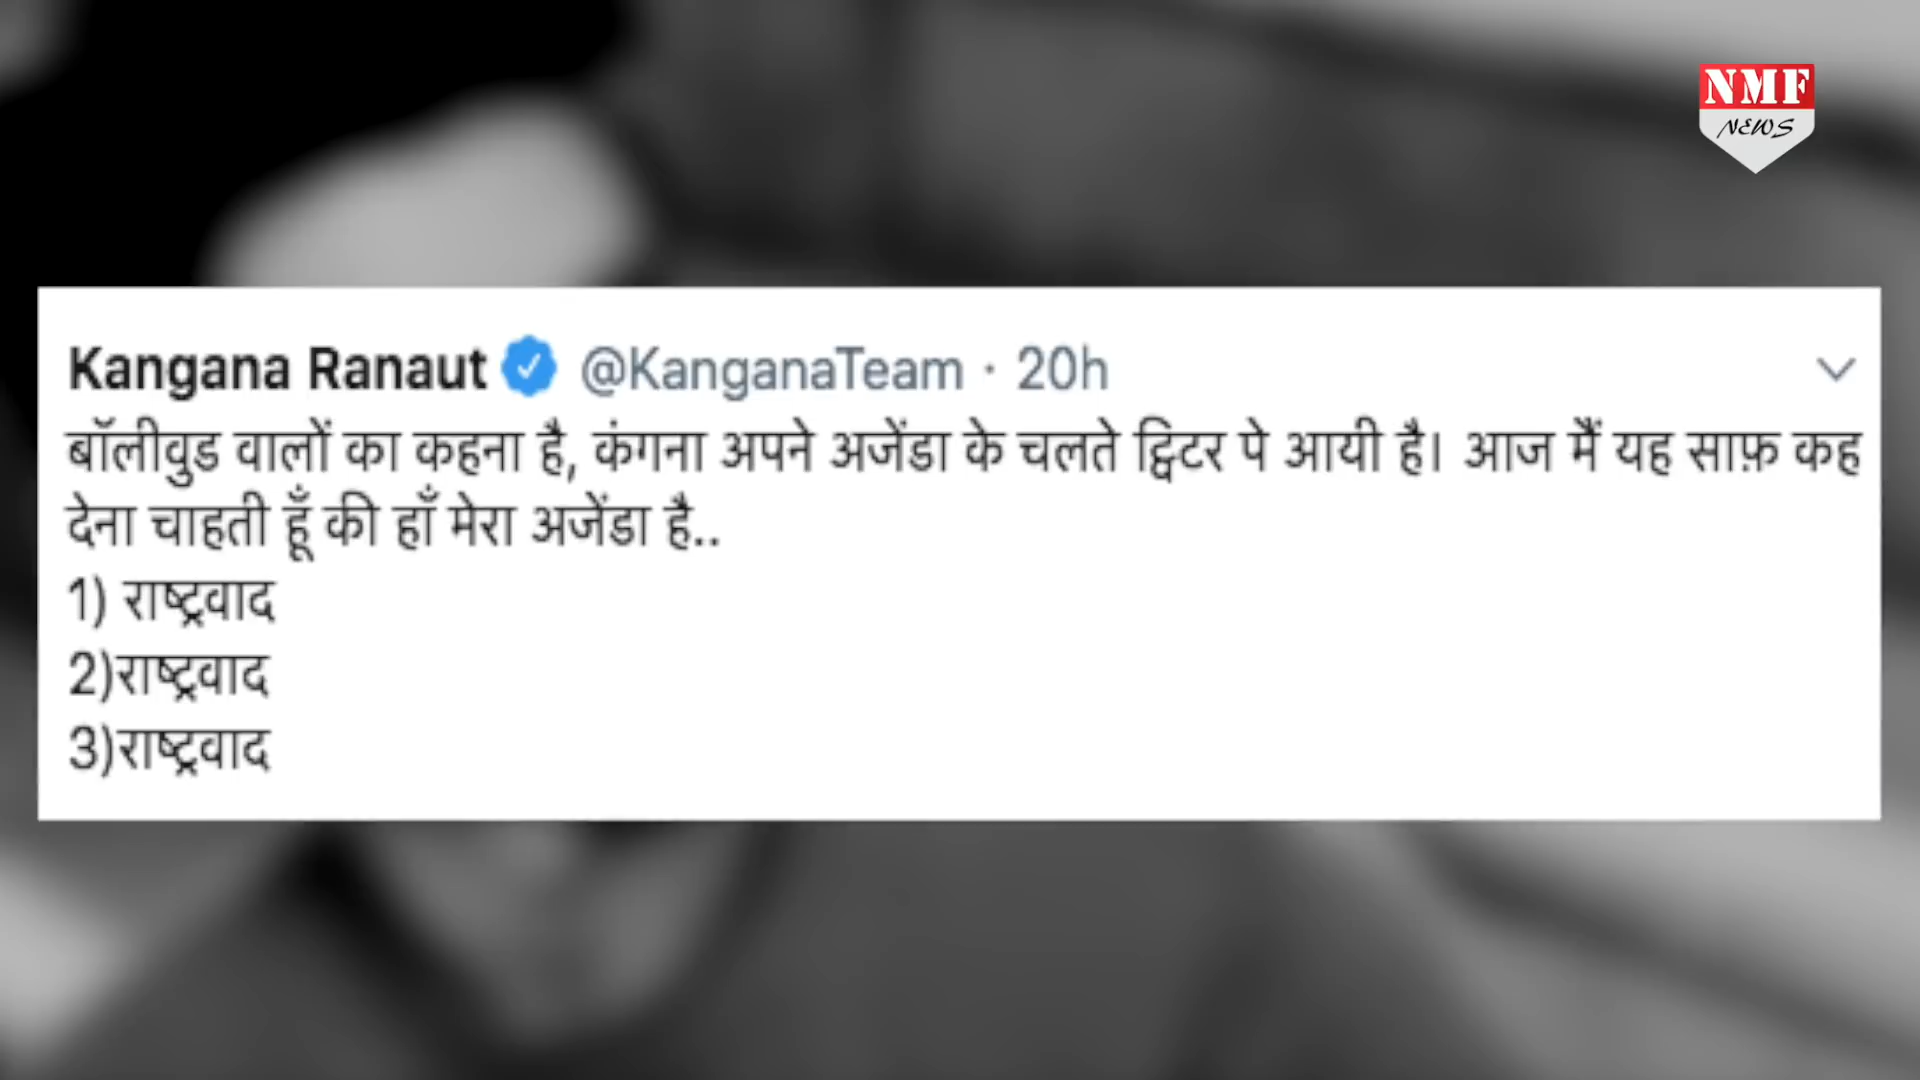 NMF
NEWS
Kangana Ranaut @KanganaTeam · 20h
बॉलीवुड वालों का कहना है, कंगना अपने अजेंडा के चलते ट्विटर पे आयी है। आज मैं यह साफ़ कह
देना चाहती हूँ की हाँ मेरा अजेंडा है..
1) राष्ट्रवाद
2)राष्ट्रवाद
3)राष्ट्रवाद